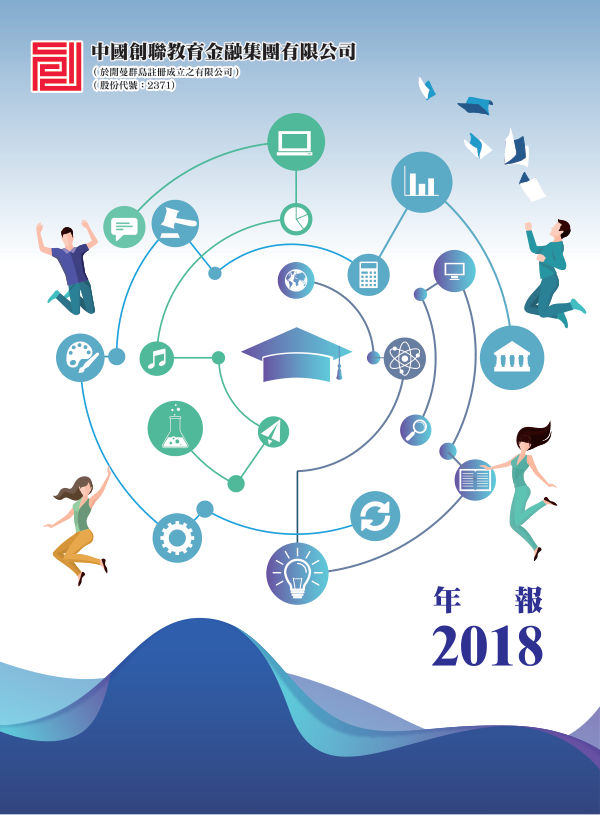 中國創聯教育金融集團有限公司
(於開曼群島註冊成立之有限公司)
(股份代號：2371)
年 報
2018